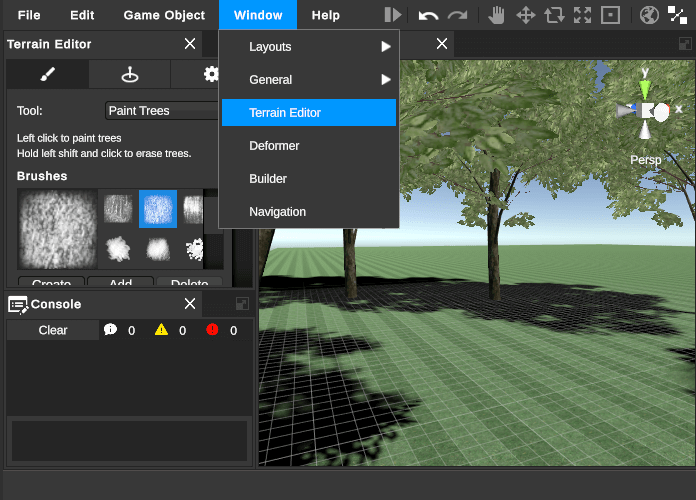 File Edit Game Object Window Help
Terrain Editor
Layouts
General
Terrain Editor
Deformer
Builder
Navigation
Tool: Paint Trees
Left click to paint trees
Hold left shift and click to erase trees.
Brushes
Create Add Delete
y
x
Persp
Console
Clear 0 0 0